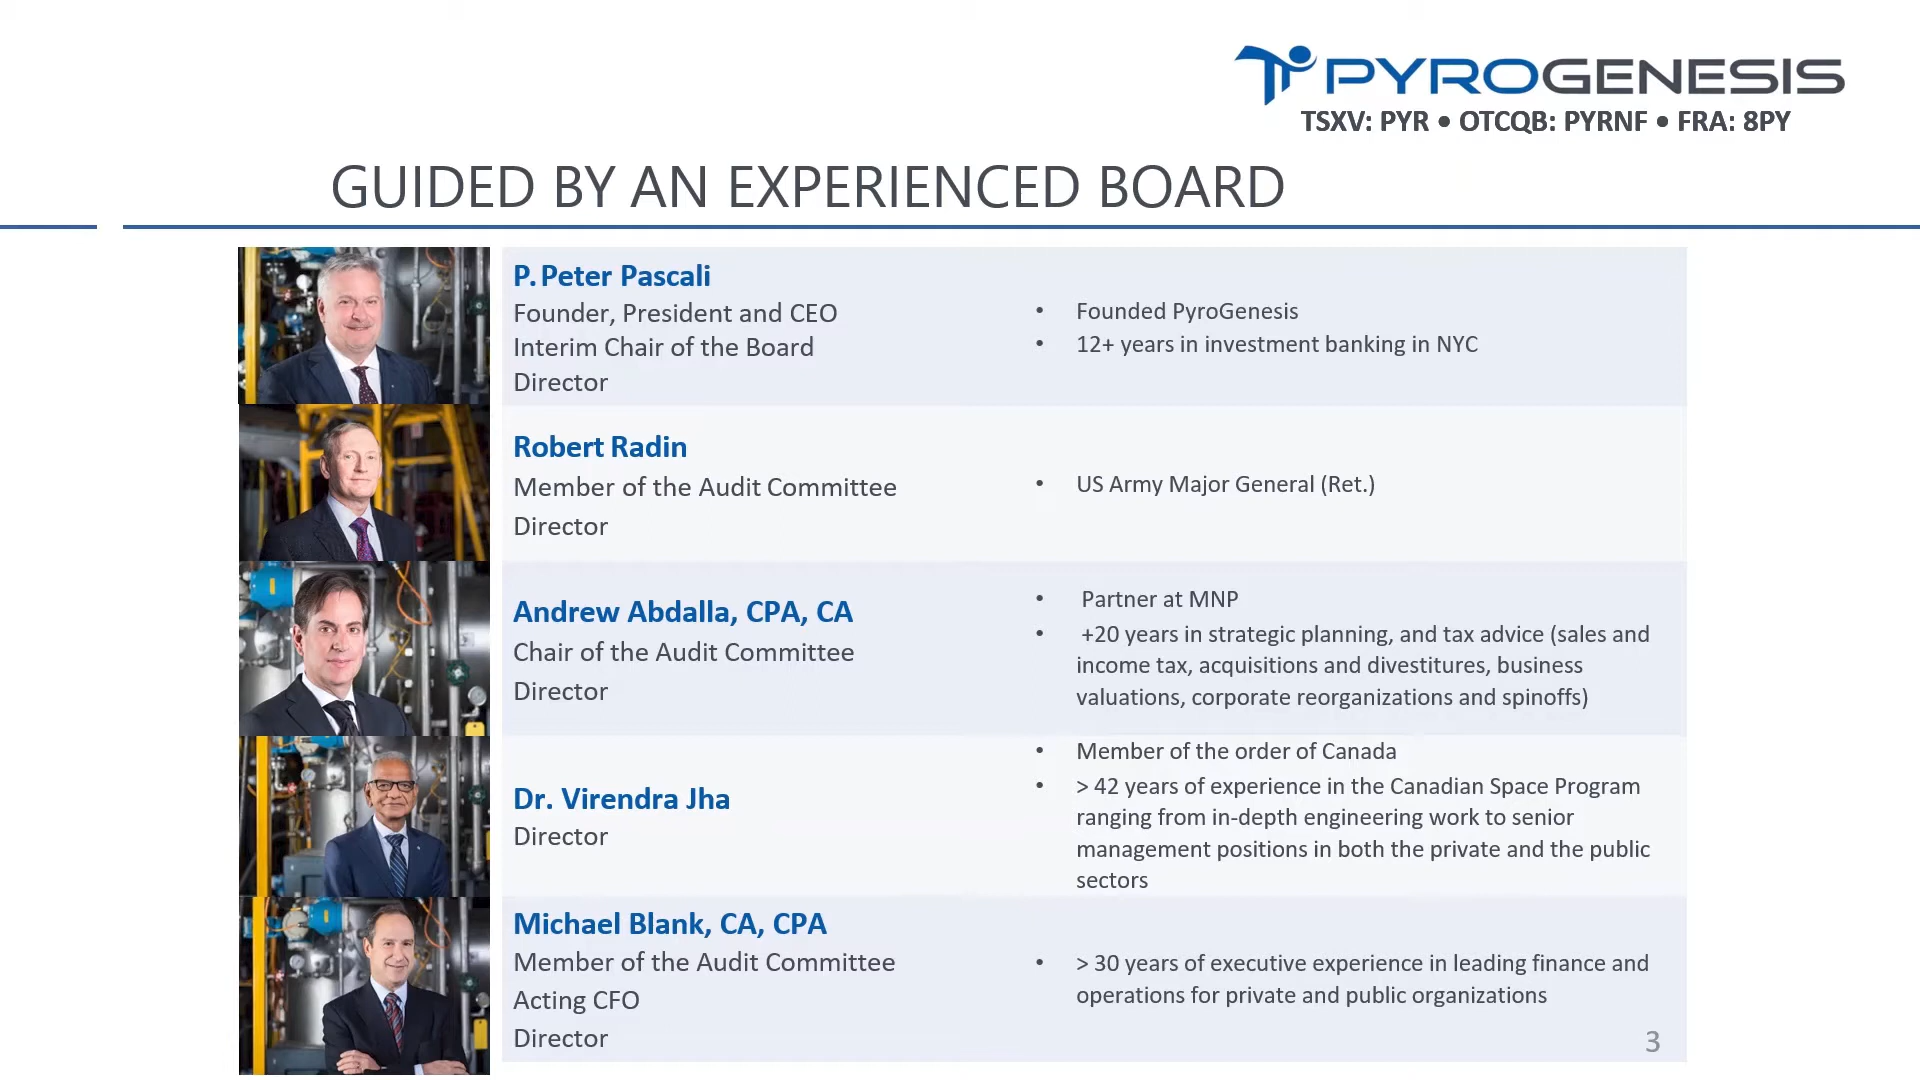 PYROGENESIS
TSXV: PYR • OTCQB: PYRNF • FRA: 8PY
GUIDED BY AN EXPERIENCED BOARD
P. Peter Pascali
Founder, President and CEO
Interim Chair of the Board
Director
• Founded PyroGenesis
• 12+ years in investment banking in NYC
Robert Radin
Member of the Audit Committee
Director
• US Army Major General (Ret.)
Andrew Abdalla, CPA, CA
Chair of the Audit Committee
Director
• Partner at MNP
• +20 years in strategic planning, and tax advice (sales and
income tax, acquisitions and divestitures, business
valuations, corporate reorganizations and spinoffs)
Dr. Virendra Jha
Director
• Member of the order of Canada
• > 42 years of experience in the Canadian Space Program
ranging from in-depth engineering work to senior
management positions in both the private and the public
sectors
Michael Blank, CA, CPA
Member of the Audit Committee
Acting CFO
Director
• > 30 years of executive experience in leading finance and
operations for private and public organizations
3